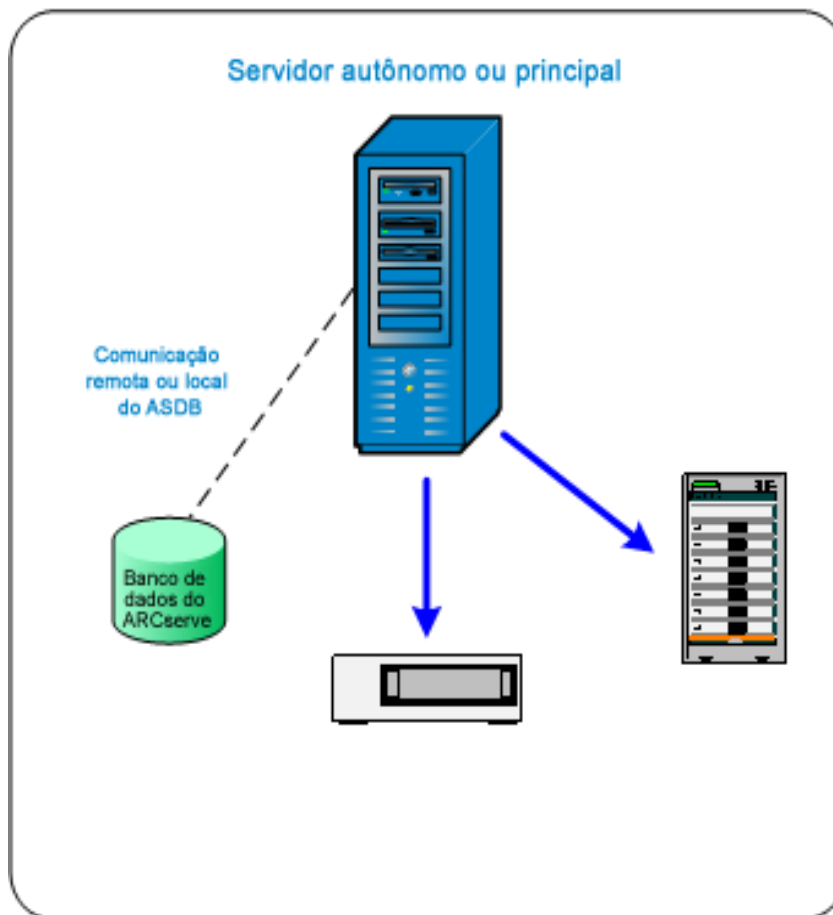 Servidor autônomo ou principal
Comunicação
remota ou local
do ASDB
Banco de
dados do
ARCserve